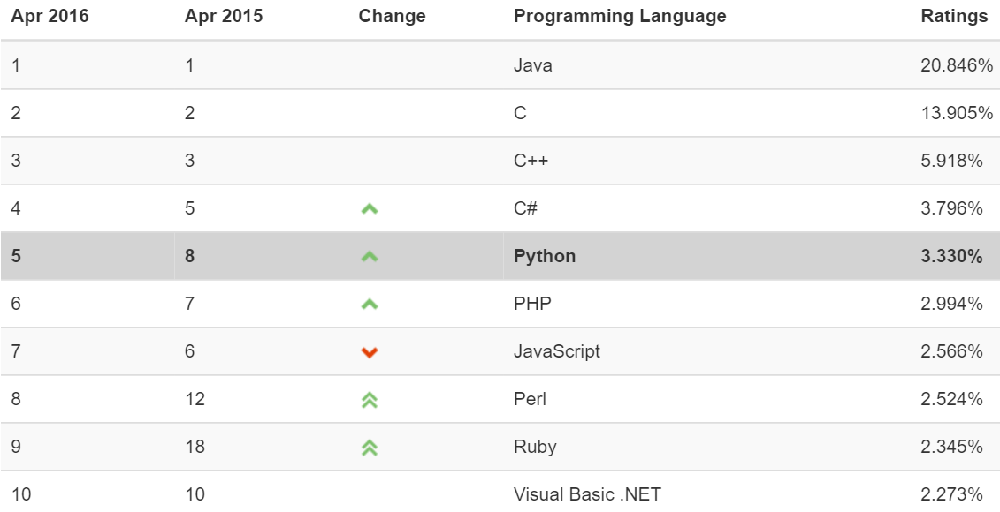 Apr 2016 Apr 2015 Change Programming Language Ratings
1 1 Java 20.846%
2 2 C 13.905%
3 3 C++ 5.918%
4 5 C# 3.796%
5 8 Python 3.330%
6 7 PHP 2.994%
7 6 JavaScript 2.566%
8 12 Perl 2.524%
9 18 Ruby 2.345%
10 10 Visual Basic .NET 2.273%